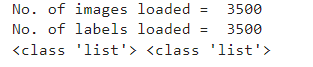 No. of images loaded =  3500
No. of labels loaded =  3500
<class 'list'> <class 'list'>